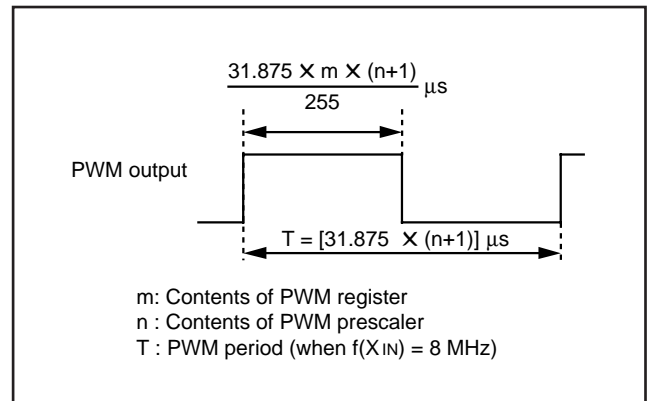 31.875 X m X (n+1)
255
μs
PWM output
T = [31.875 X (n+1)] μs
m: Contents of PWM register
n : Contents of PWM prescaler
T : PWM period (when f(XIN) = 8 MHz)